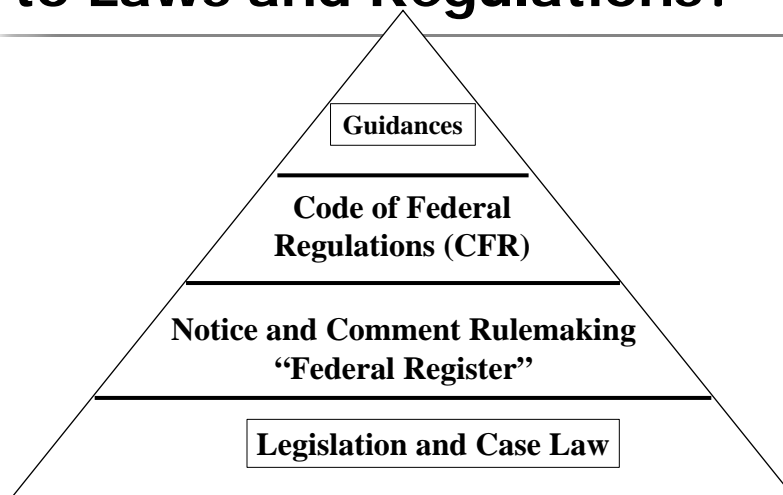 to Laws and Regulations?
Guidances
Code of Federal
Regulations (CFR)
Notice and Comment Rulemaking
“Federal Register”
Legislation and Case Law